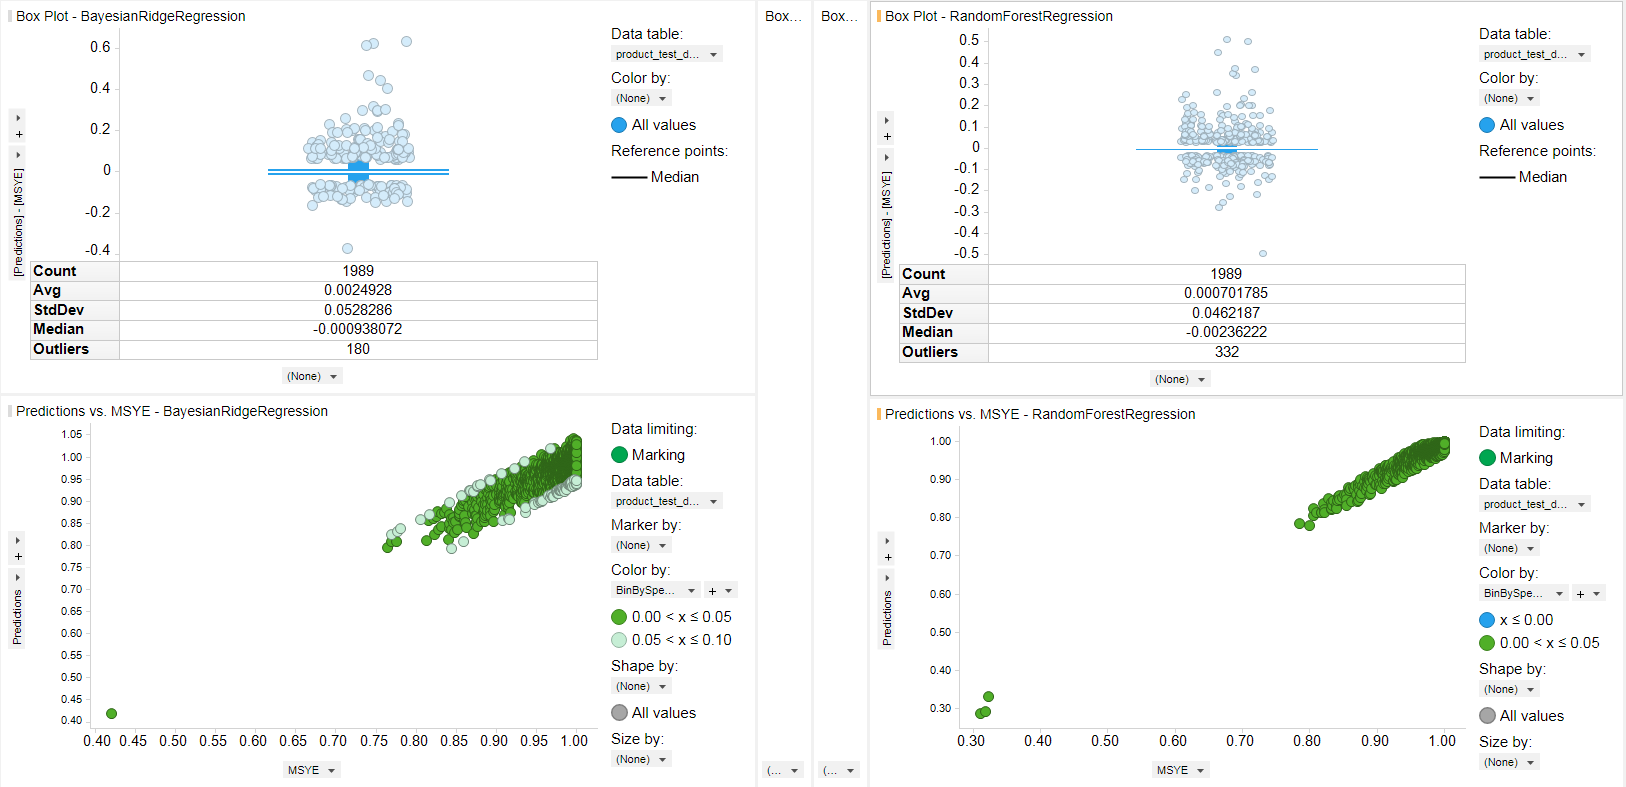 Box Plot - BayesianRidgeRegression
0.6
0.4
0.2
0
-0.2
-0.4
[Predictions] - [MSYE]
+
Data table:
product_test_d...
Color by:
(None)
All values
Reference points:
Median
Count 1989
Avg 0.0024928
StdDev 0.0528286
Median -0.000938072
Outliers 180
(None)
Box...
Box...
(...
(...
Box Plot - RandomForestRegression
0.5
0.4
0.3
0.2
0.1
0
-0.1
-0.2
-0.3
-0.4
-0.5
[Predictions] - [MSYE]
+
Data table:
product_test_d...
Color by:
(None)
All values
Reference points:
Median
Count 1989
Avg 0.000701785
StdDev 0.0462187
Median -0.00236222
Outliers 332
(None)
Predictions vs. MSYE - BayesianRidgeRegression
1.05
1.00
0.95
0.90
0.85
0.80
0.75
0.70
0.65
0.60
0.55
0.50
0.45
0.40
Predictions
+
0.40 0.45 0.50 0.55 0.60 0.65 0.70 0.75 0.80 0.85 0.90 0.95 1.00
MSYE
Data limiting:
Marking
Data table:
product_test_d...
Marker by:
(None)
Color by:
BinBySpe... +
0.00 < x ≤ 0.05
0.05 < x ≤ 0.10
Shape by:
(None)
All values
Size by:
(None)
Predictions vs. MSYE - RandomForestRegression
1.00
0.90
0.80
0.70
0.60
0.50
0.40
0.30
Predictions
+
0.30 0.40 0.50 0.60 0.70 0.80 0.90 1.00
MSYE
Data limiting:
Marking
Data table:
product_test_d...
Marker by:
(None)
Color by:
BinBySpe... +
x ≤ 0.00
0.00 < x ≤ 0.05
Shape by:
(None)
All values
Size by:
(None)